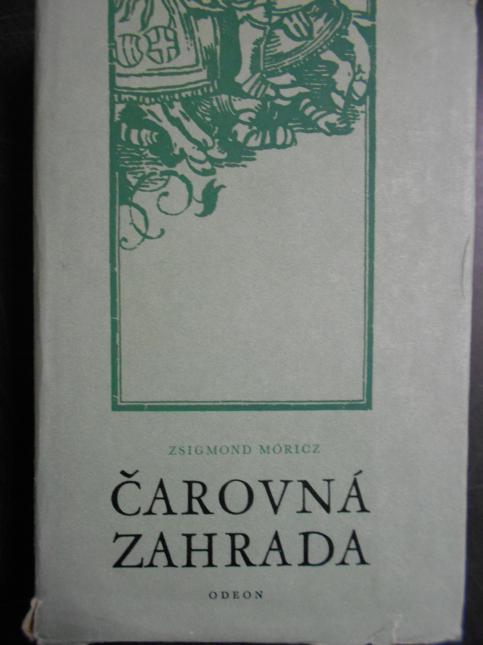 ZSIGMOND MÓRICZ
ČAROVNÁ
ZAHRADA
ODEON